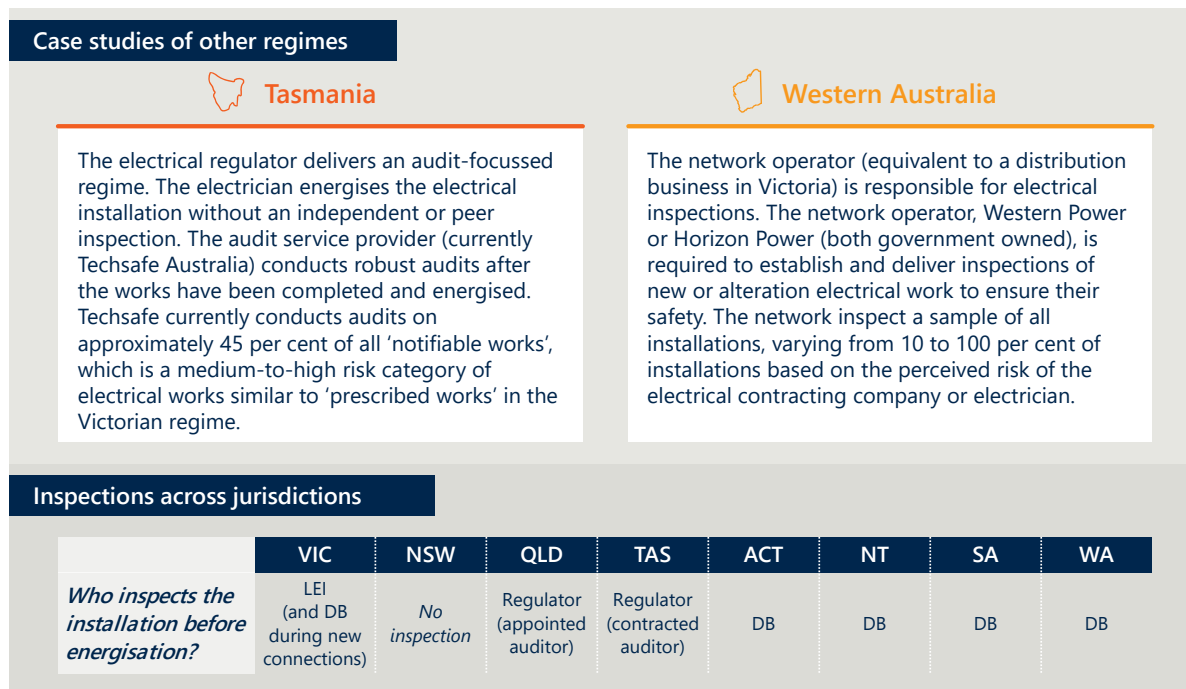 Case studies of other regimes
Tasmania
The electrical regulator delivers an audit-focussed
regime. The electrician energises the electrical
installation without an independent or peer
inspection. The audit service provider (currently
Techsafe Australia) conducts robust audits after
the works have been completed and energised.
Techsafe currently conducts audits on
approximately 45 per cent of all ‘notifiable works’,
which is a medium-to-high risk category of
electrical works similar to ‘prescribed works’ in the
Victorian regime.
Western Australia
The network operator (equivalent to a distribution
business in Victoria) is responsible for electrical
inspections. The network operator, Western Power
or Horizon Power (both government owned), is
required to establish and deliver inspections of
new or alteration electrical work to ensure their
safety. The network inspect a sample of all
installations, varying from 10 to 100 per cent of
installations based on the perceived risk of the
electrical contracting company or electrician.
Inspections across jurisdictions
VIC NSW QLD TAS ACT NT SA WA
Who inspects the
installation before
energisation?
LEI
(and DB
during new
connections)
No
inspection
Regulator
(appointed
auditor)
Regulator
(contracted
auditor)
DB
DB
DB
DB